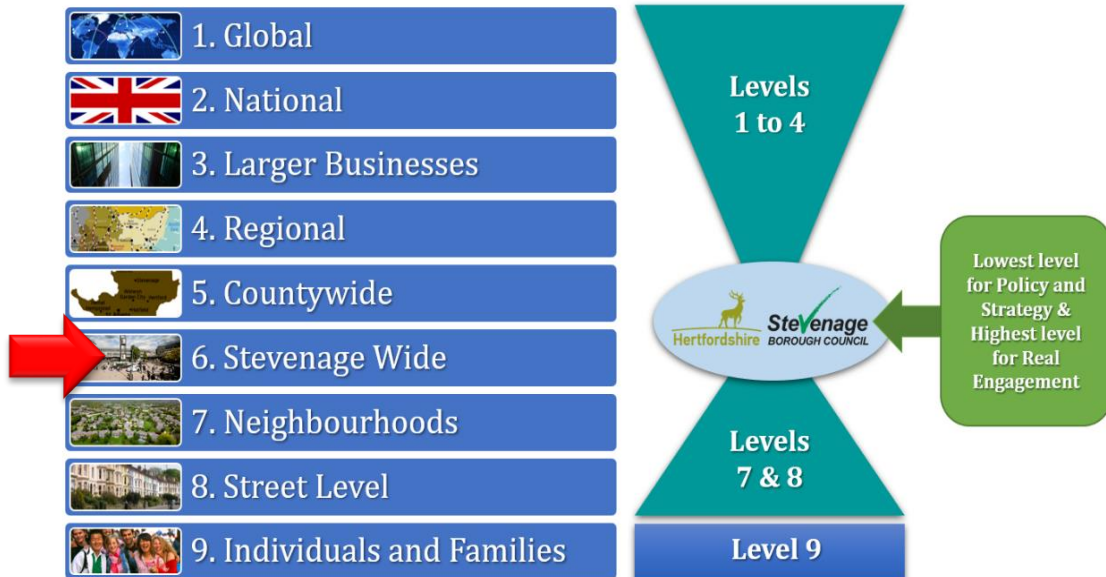 1. Global
2. National
3. Larger Businesses
4. Regional
5. Countywide
6. Stevenage Wide
7. Neighbourhoods
8. Street Level
9. Individuals and Families
Levels
1 to 4
Hertfordshire
Stevenage
BOROUGH COUNCIL
Levels
7 & 8
Level 9
Lowest level
for Policy and
Strategy &
Highest level
for Real
Engagement